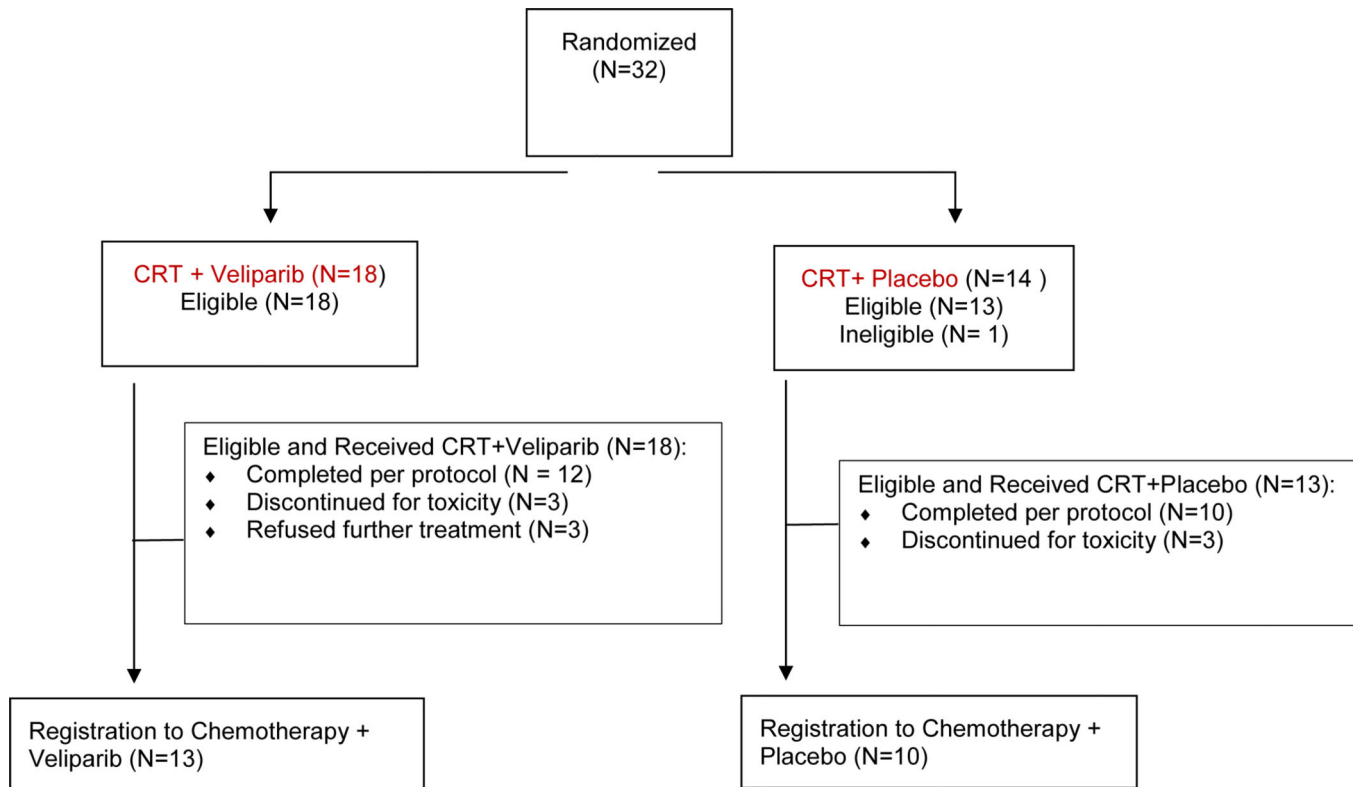 Randomized
(N=32)
CRT + Veliparib (N=18)
Eligible (N=18)
CRT+ Placebo (N=14 )
Eligible (N=13)
Ineligible (N= 1)
Eligible and Received CRT+Veliparib (N=18):
♦ Completed per protocol (N = 12)
♦ Discontinued for toxicity (N=3)
♦ Refused further treatment (N=3)
Eligible and Received CRT+Placebo (N=13):
♦ Completed per protocol (N=10)
♦ Discontinued for toxicity (N=3)
Registration to Chemotherapy +
Veliparib (N=13)
Registration to Chemotherapy +
Placebo (N=10)